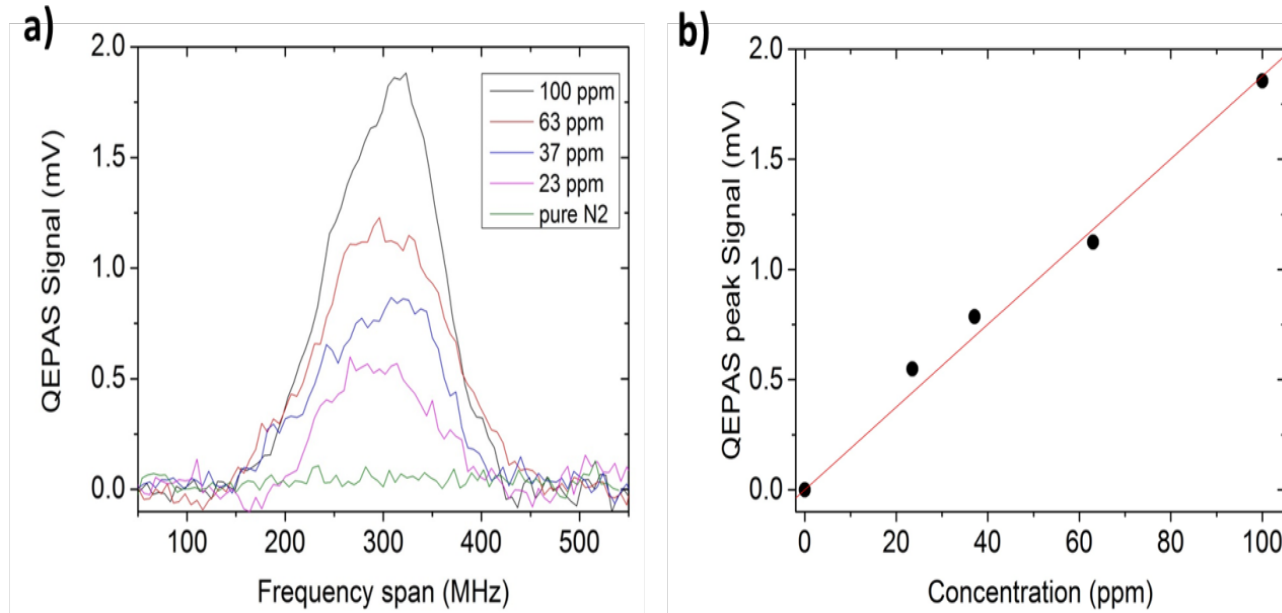 a)
2.0
1.5
1.0
0.5
0.0
QEPAS Signal (mV)
100 ppm
63 ppm
37 ppm
23 ppm
pure N2
100 200 300 400 500
Frequency span (MHz)
b)
2.0
1.5
1.0
0.5
0.0
QEPAS peak Signal (mV)
0 20 40 60 80 100
Concentration (ppm)